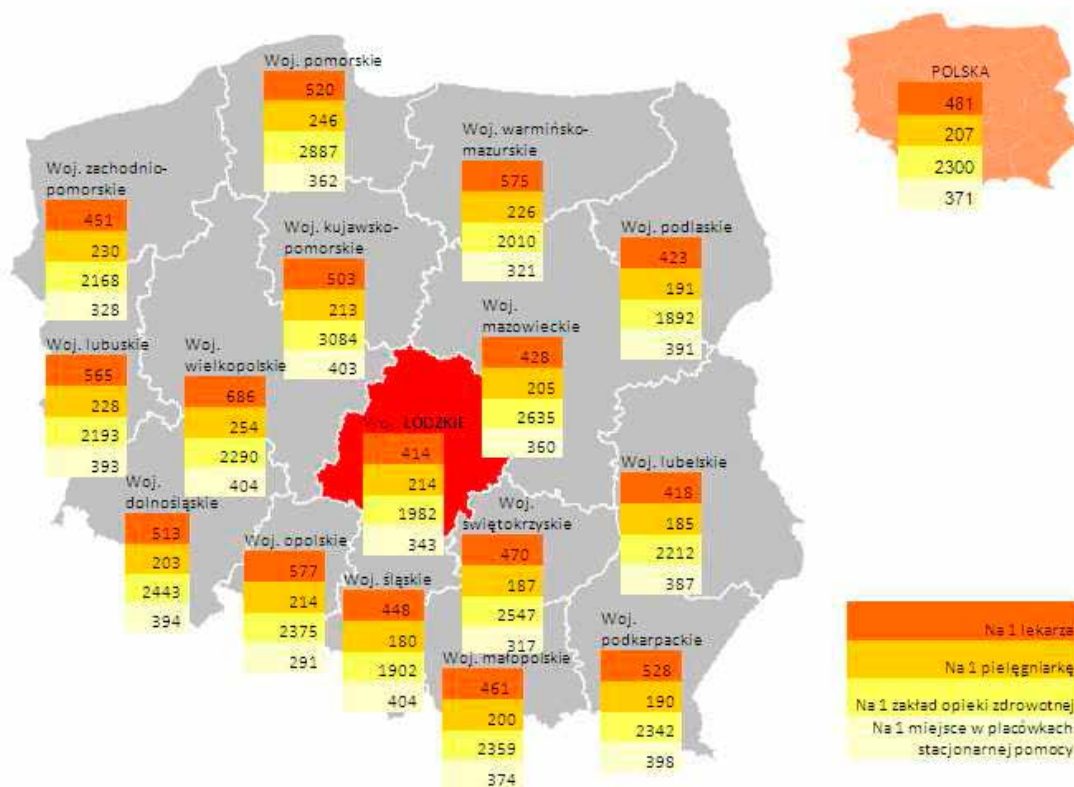 Woj. pomorskie
520
246
2887
362
POLSKA
481
207
2300
371
Woj. warmińsko-
mazurskie
575
226
2010
321
Woj. zachodnio-
pomorskie
451
230
2168
328
Woj. kujawsko-
pomorskie
503
213
3084
403
Woj. podlaskie
423
191
1892
391
Woj.
mazowieckie
428
205
2635
360
Woj. lubuskie
565
228
2193
393
Woj.
wielkopolskie
686
254
2290
404
Woj. ŁÓDZKIE
414
214
1982
343
Woj. lubelskie
418
185
2212
387
Woj.
dolnośląskie
513
203
2443
394
Woj. opolskie
577
214
2375
291
Woj. śląskie
448
180
1902
404
Woj.
świętokrzyskie
470
187
2547
317
Woj. małopolskie
461
200
2359
374
Woj.
podkarpackie
528
190
2342
398
Na 1 lekarza
Na 1 pielęgniarkę
Na 1 zakład opieki zdrowotnej
Na 1 miejsce w placówkach
stacjonarnej pomocy